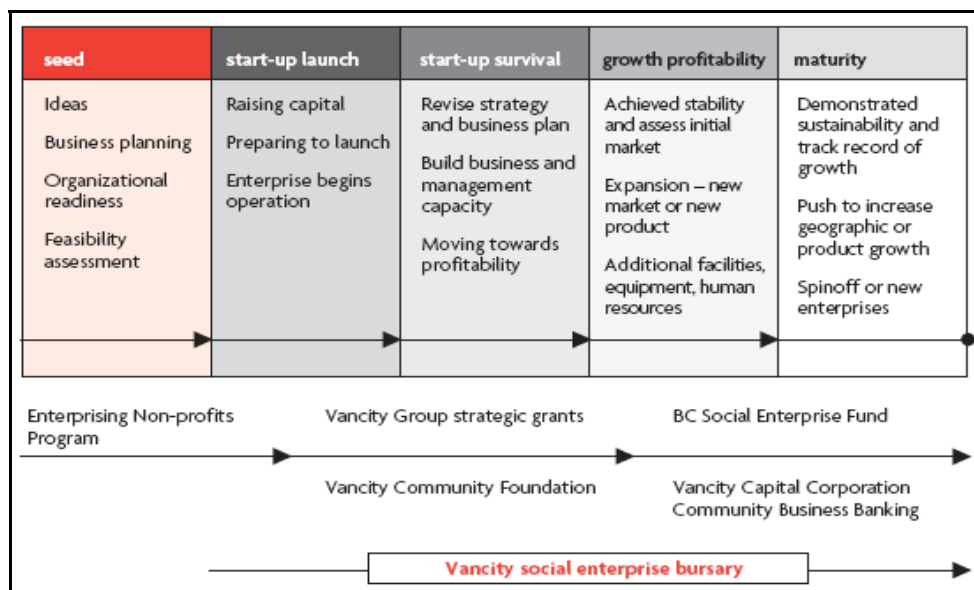 seed
Ideas
Business planning
Organizational
readiness
Feasibility
assessment
start-up launch
Raising capital
Preparing to launch
Enterprise begins
operation
start-up survival
Revise strategy
and business plan
Build business and
management
capacity
Moving towards
profitability
growth profitability
Achieved stability
and assess initial
market
Expansion – new
market or new
product
Additional facilities,
equipment, human
resources
maturity
Demonstrated
sustainability and
track record of
growth
Push to increase
geographic or
product growth
Spinoff or new
enterprises
Enterprising Non-profits
Program
Vancity Group strategic grants
BC Social Enterprise Fund
Vancity Community Foundation
Vancity Capital Corporation
Community Business Banking
Vancity social enterprise bursary